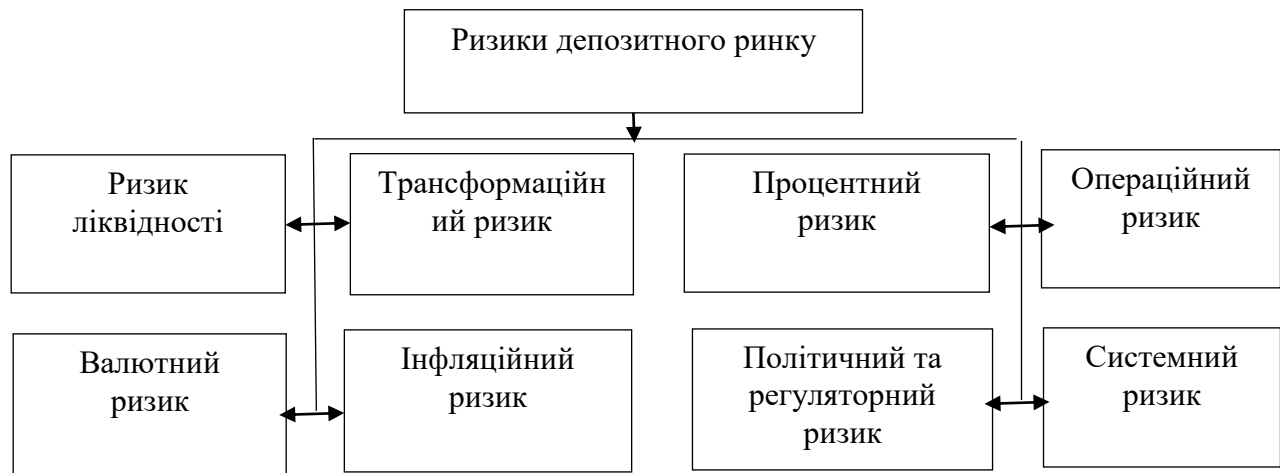 Ризики депозитного ринку
Ризик
ліквідності
Трансформаційн
ий ризик
Процентний
ризик
Операційний
ризик
Валютний
ризик
Інфляційний
ризик
Політичний та
регуляторний
ризик
Системний
ризик